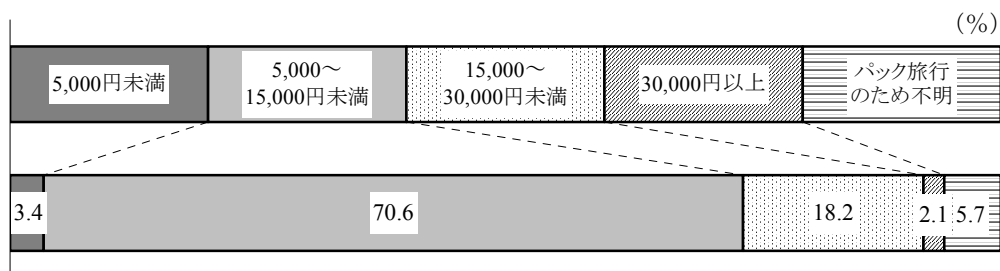 (%)
5,000円未満
5,000～
15,000円未満
15,000～
30,000円未満
30,000円以上
パック旅行
のため不明
3.4
70.6
18.2
2.1
5.7